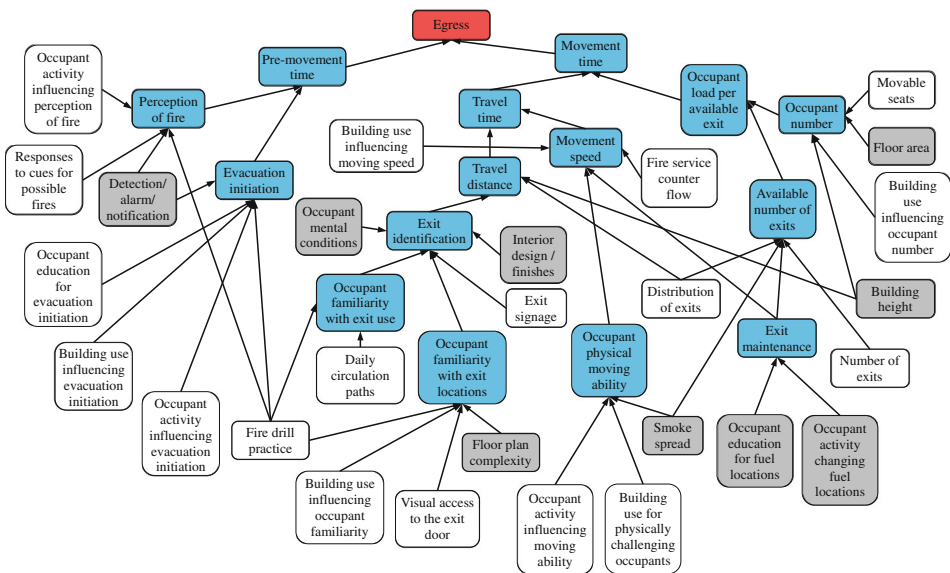 Egress
Occupant
activity
influencing
perception
of fire
Pre-movement
time
Movement
time
Perception
of fire
Travel
time
Occupant
load per
available
exit
Occupant
number
Movable
seats
Building use
influencing
moving speed
Movement
speed
Floor area
Responses
to cues for
possible
fires
Detection/
alarm/
notification
Evacuation
initiation
Travel
distance
Fire service
counter
flow
Available
number of
exits
Building
use
influencing
occupant
number
Occupant
mental
conditions
Exit
identification
Interior
design /
finishes
Occupant
education
for
evacuation
initiation
Occupant
familiarity
with exit use
Exit
signage
Distribution
of exits
Building
height
Building use
influencing
evacuation
initiation
Daily
circulation
paths
Occupant
familiarity
with exit
locations
Occupant
physical
moving
ability
Exit
maintenance
Number of
exits
Occupant
activity
influencing
evacuation
initiation
Fire drill
practice
Floor plan
complexity
Smoke
spread
Occupant
education
for fuel
locations
Occupant
activity
changing
fuel
locations
Building use
influencing
occupant
familiarity
Visual access
to the exit
door
Occupant
activity
influencing
moving
ability
Building
use for
physically
challenging
occupants